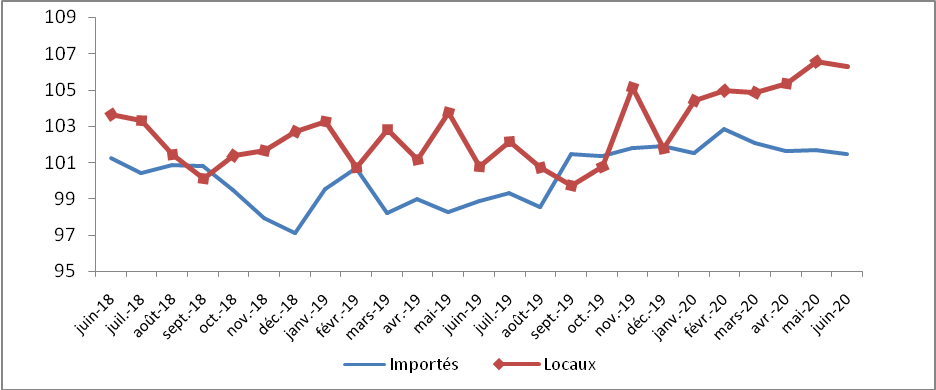 109
107
105
103
101
99
97
95
juin-18
juil.-18
août-18
sept.-18
oct.-18
nov.-18
déc.-18
janv.-19
févr.-19
mars-19
avr.-19
mai-19
juin-19
juil.-19
août-19
sept.-19
oct.-19
nov.-19
déc.-19
janv.-20
févr.-20
mars-20
avr.-20
mai-20
juin-20
Importés
Locaux